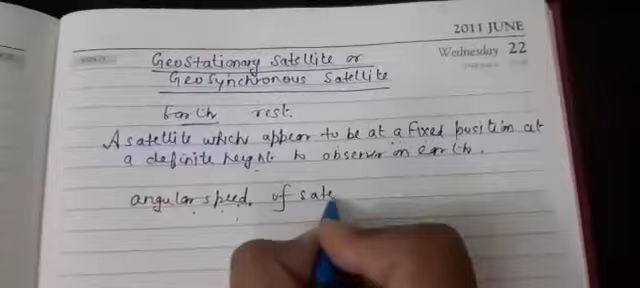 2011 JUNE
Wednesday 22
Geostationary Satellite or
Geosynchronous Satellite
Earth rest.
A satellite which appear to be at a fixed position at
a definite height to observer on earth.
angular speed of sate